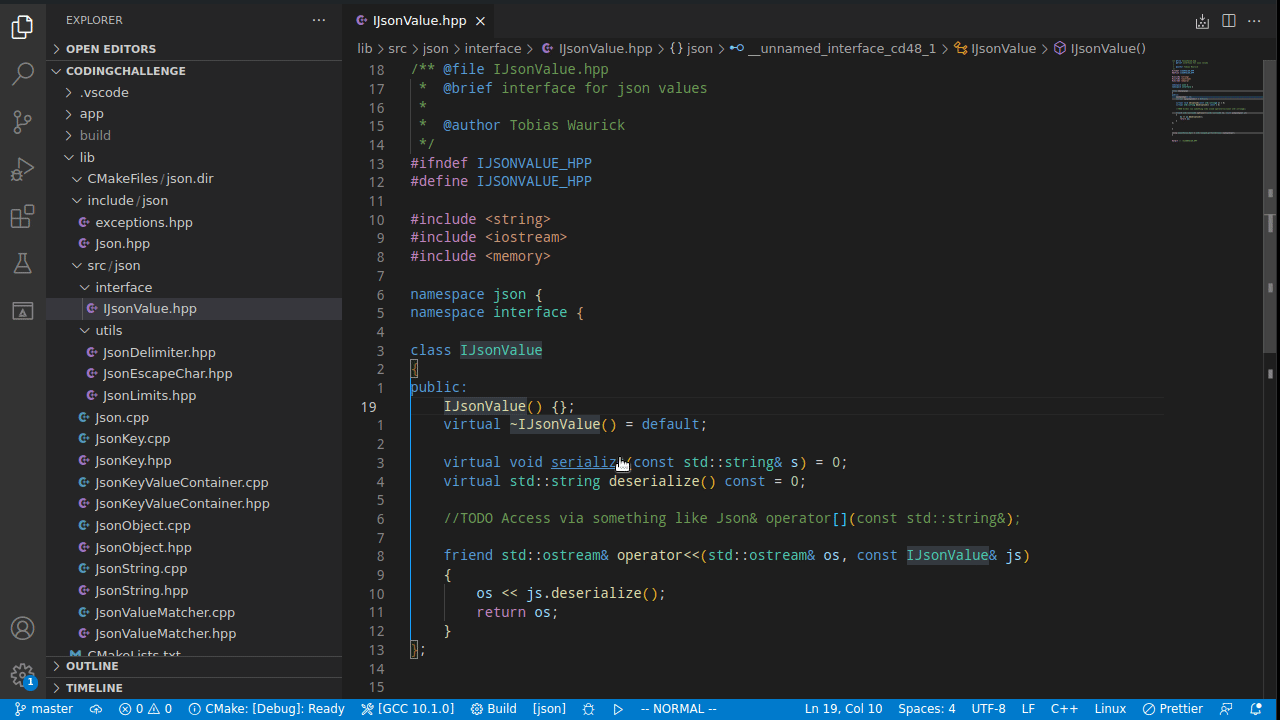 EXPLORER
OPEN EDITORS
CODINGCHALLENGE
.vscode
app
build
lib
CMakeFiles/json.dir
include/json
exceptions.hpp
Json.hpp
src/json
interface
IJsonValue.hpp
utils
JsonDelimiter.hpp
JsonEscapeChar.hpp
JsonLimits.hpp
Json.cpp
JsonKey.cpp
JsonKey.hpp
JsonKeyValueContainer.cpp
JsonKeyValueContainer.hpp
JsonObject.cpp
JsonObject.hpp
JsonString.cpp
JsonString.hpp
JsonValueMatcher.cpp
JsonValueMatcher.hpp
CMakeLists.txt
OUTLINE
TIMELINE
1
IJsonValue.hpp
lib > src > json > interface > IJsonValue.hpp > {} json > __unnamed_interface_cd48_1 > IJsonValue > IJsonValue()
18 /** @file IJsonValue.hpp
17 * @brief interface for json values
16 *
15 * @author Tobias Waurick
14 */
13 #ifndef IJSONVALUE_HPP
12 #define IJSONVALUE_HPP
11
10 #include <string>
9 #include <iostream>
8 #include <memory>
7
6 namespace json {
5 namespace interface {
4
3 class IJsonValue
2 {
1 public:
19 IJsonValue() {};
1 virtual ~IJsonValue() = default;
2
3 virtual void serialize(const std::string& s) = 0;
4 virtual std::string deserialize() const = 0;
5
6 //TODO Access via something like Json& operator[](const std::string&);
7
8 friend std::ostream& operator<<(std::ostream& os, const IJsonValue& js)
9 {
10 os << js.deserialize();
11 return os;
12 }
13 };
14
15
master 0 0 CMake: [Debug]: Ready [GCC 10.1.0] Build [json] -- NORMAL -- Ln 19, Col 10 Spaces: 4 UTF-8 LF C++ Linux Prettier